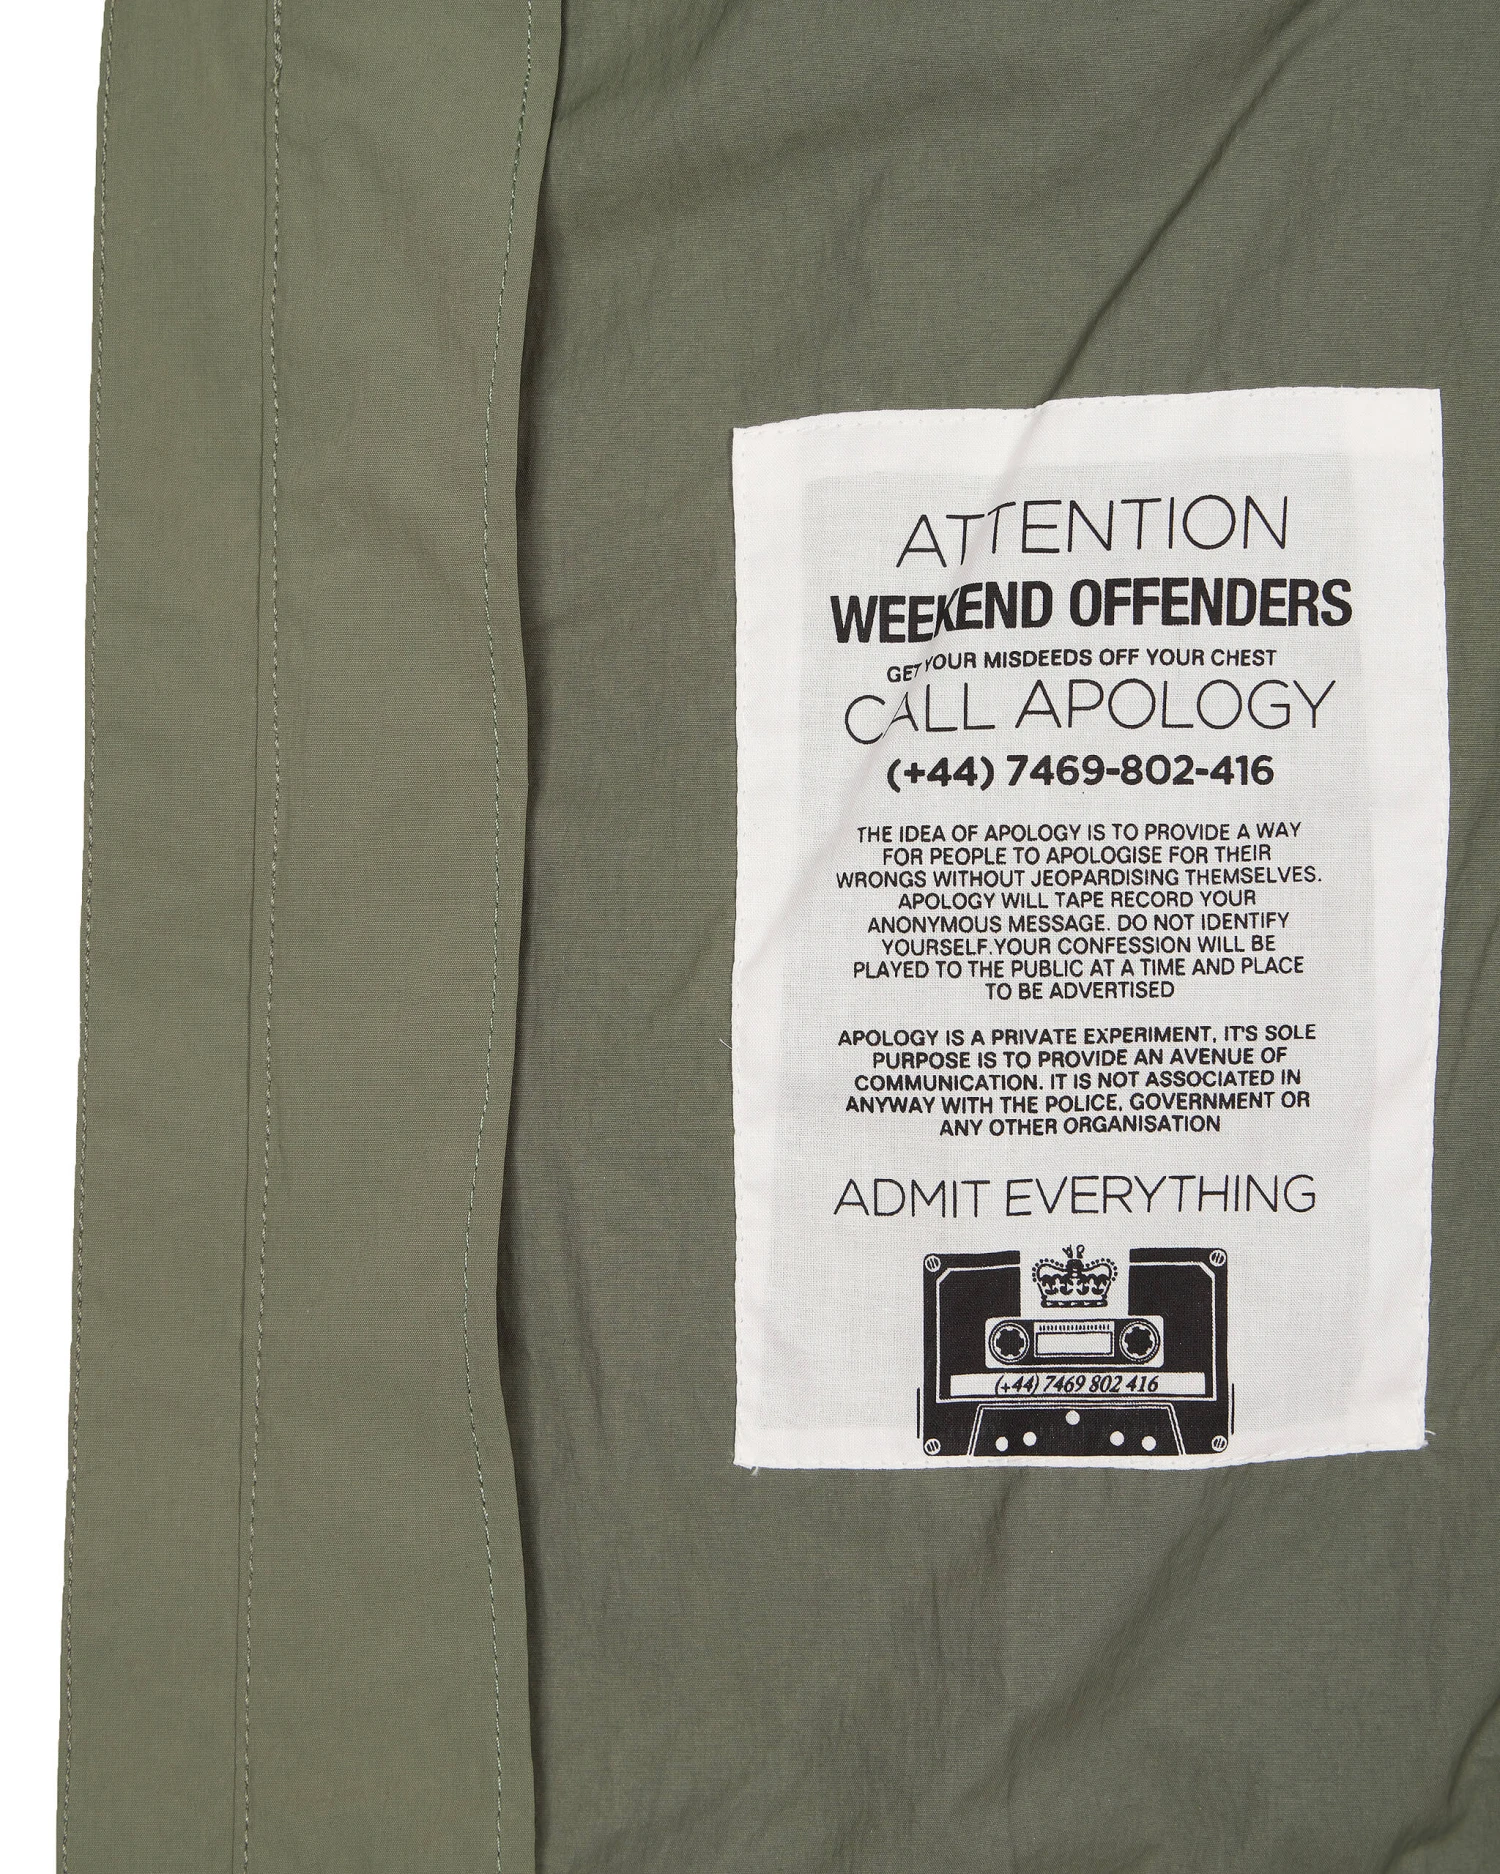 ATTENTION
WEEKEND OFFENDERS
GET YOUR MISDEEDS OFF YOUR CHEST
CALL APOLOGY
(+44) 7469-802-416
THE IDEA OF APOLOGY IS TO PROVIDE A WAY
FOR PEOPLE TO APOLOGISE FOR THEIR
WRONGS WITHOUT JEOPARDISING THEMSELVES.
APOLOGY WILL TAPE RECORD YOUR
ANONYMOUS MESSAGE. DO NOT IDENTIFY
YOURSELF.YOUR CONFESSION WILL BE
PLAYED TO THE PUBLIC AT A TIME AND PLACE
TO BE ADVERTISED
APOLOGY IS A PRIVATE EXPERIMENT, IT'S SOLE
PURPOSE IS TO PROVIDE AN AVENUE OF
COMMUNICATION. IT IS NOT ASSOCIATED IN
ANYWAY WITH THE POLICE, GOVERNMENT OR
ANY OTHER ORGANISATION
ADMIT EVERYTHING
(+44) 7469 802 416